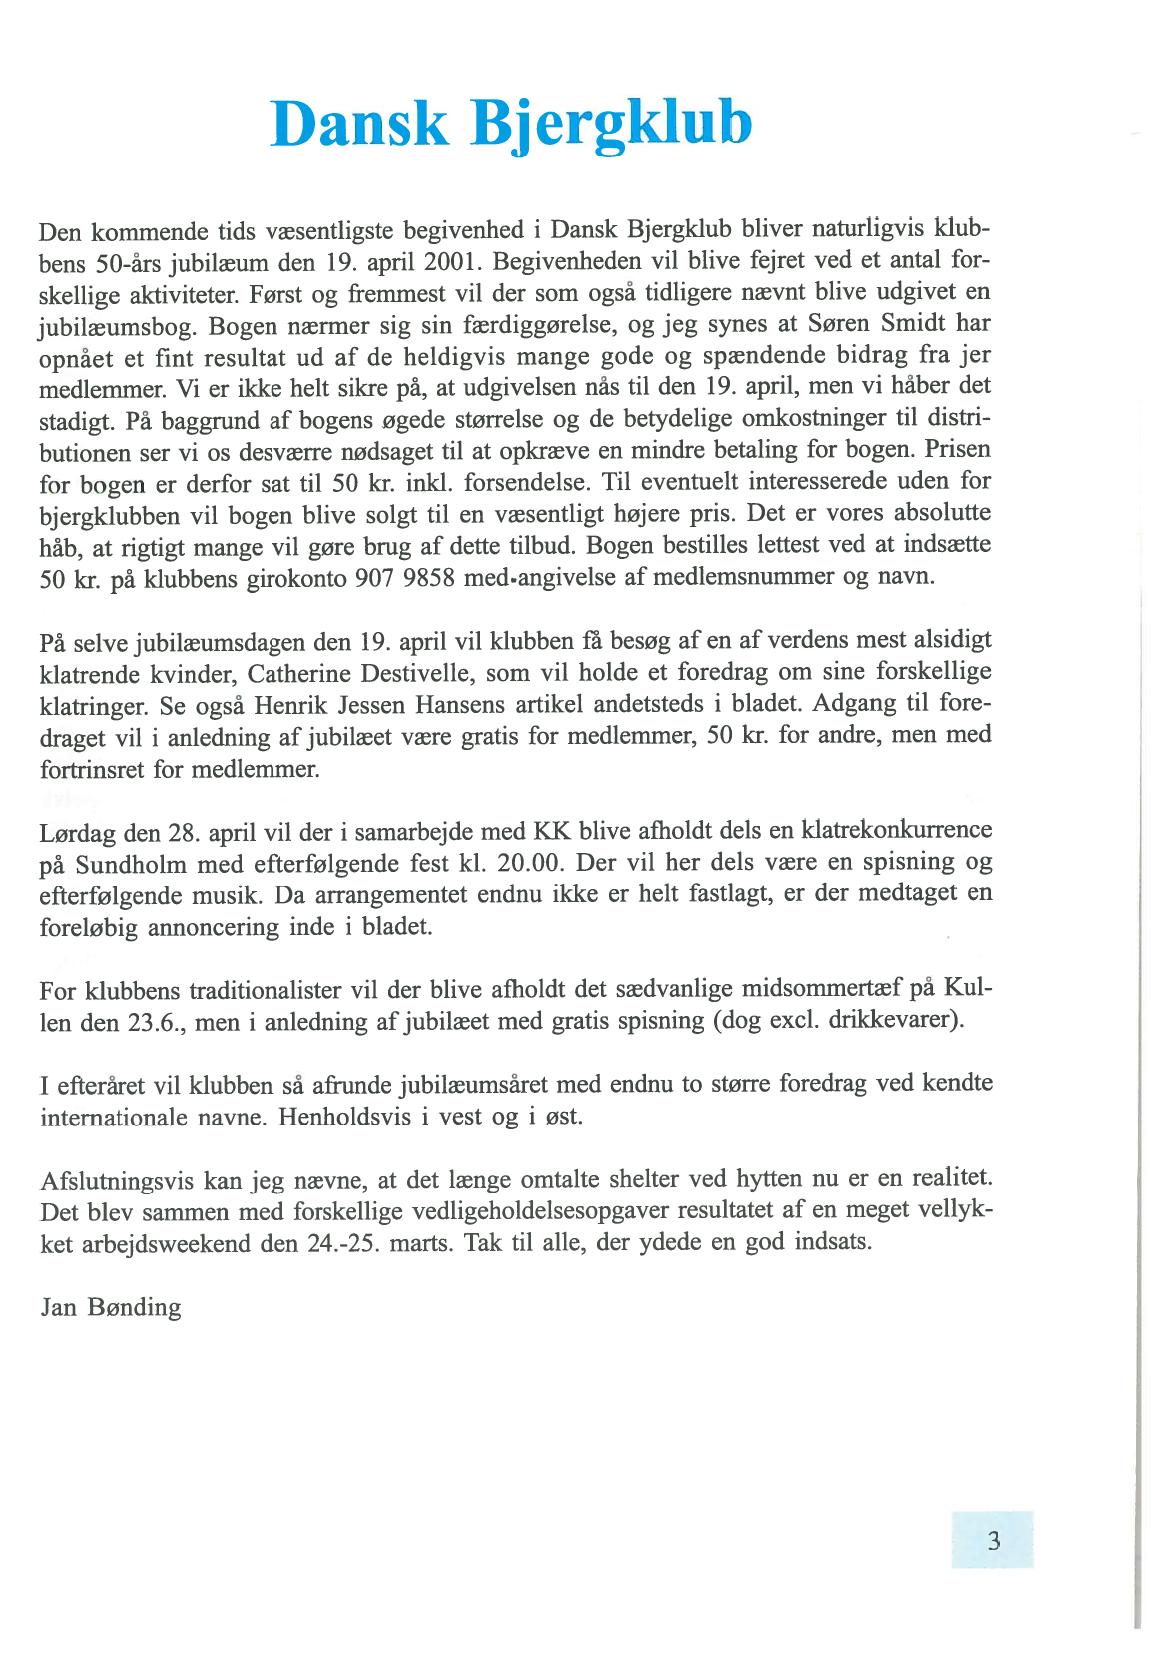 Dansk Bjergklub
Den kommende tids væsentligste begivenhed i Dansk Bjergklub bliver naturligvis klub-
bens 50-års jubilæum den 19. april 2001. Begivenheden vil blive fejret ved et antal for-
skellige aktiviteter. Først og fremmest vil der som også tidligere nævnt blive udgivet en
jubilæumsbog. Bogen nærmer sig sin færdiggørelse, og jeg synes at Søren Smidt har
opnået et fint resultat ud af de heldigvis mange gode og spændende bidrag fra jer
medlemmer. Vi er ikke helt sikre på, at udgivelsen nås til den 19. april, men vi håber det
stadigt. På baggrund af bogens øgede størrelse og de betydelige omkostninger til distri-
butionen ser vi os desværre nødsaget til at opkræve en mindre betaling for bogen. Prisen
for bogen er derfor sat til 50 kr. inkl. forsendelse. Til eventuelt interesserede uden for
bjergklubben vil bogen blive solgt til en væsentligt højere pris. Det er vores absolutte
håb, at rigtigt mange vil gøre brug af dette tilbud. Bogen bestilles lettest ved at indsætte
50 kr. på klubbens girokonto 907 9858 med angivelse af medlemsnummer og navn.
På selve jubilæumsdagen den 19. april vil klubben få besøg af en af verdens mest alsidigt
klatrende kvinder, Catherine Destivelle, som vil holde et foredrag om sine forskellige
klatringer. Se også Henrik Jessen Hansens artikel andetsteds i bladet. Adgang til fore-
draget vil i anledning af jubilæet være gratis for medlemmer, 50 kr. for andre, men med
fortrinsret for medlemmer.
Lørdag den 28. april vil der i samarbejde med KK blive afholdt dels en klatrekonkurrence
på Sundholm med efterfølgende fest kl. 20.00. Der vil her dels være en spisning og
efterfølgende musik. Da arrangementet endnu ikke er helt fastlagt, er der medtaget en
foreløbig annoncering inde i bladet.
For klubbens traditionalister vil der blive afholdt det sædvanlige midsommertæf på Kul-
len den 23.6., men i anledning af jubilæet med gratis spisning (dog excl. drikkevarer).
I efteråret vil klubben så afrunde jubilæumsåret med endnu to større foredrag ved kendte
internationale navne. Henholdsvis i vest og i øst.
Afslutningsvis kan jeg nævne, at det længe omtalte shelter ved hytten nu er en realitet.
Det blev sammen med forskellige vedligeholdelsesopgaver resultatet af en meget vellyk-
ket arbejdsweekend den 24.-25. marts. Tak til alle, der ydede en god indsats.
Jan Bønding
3